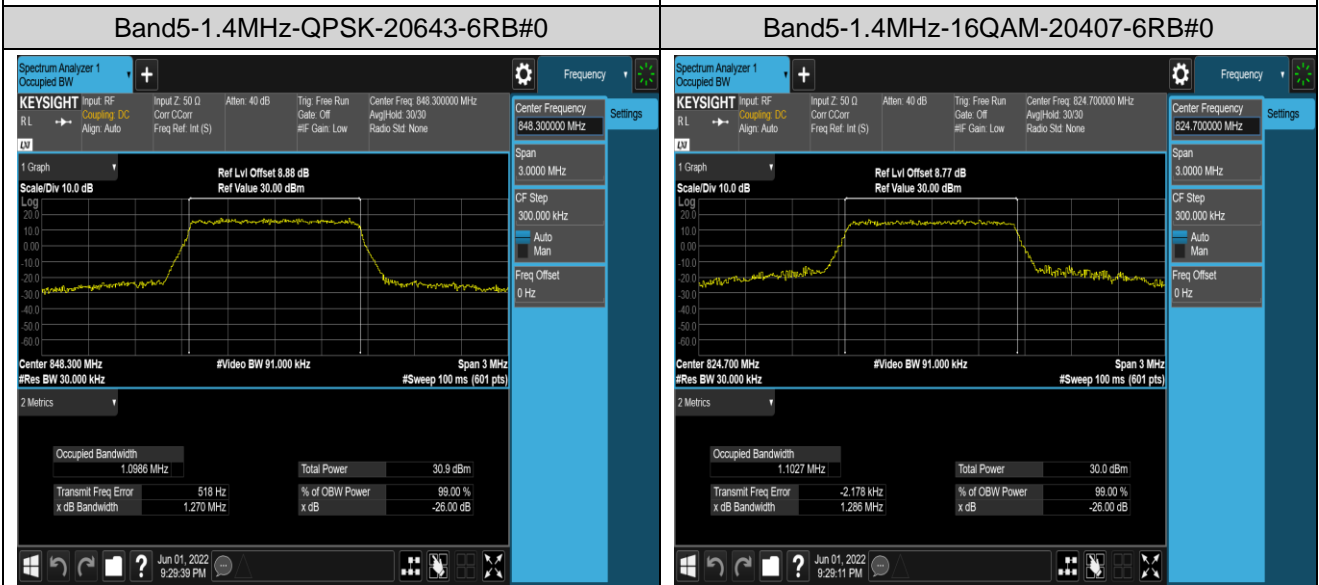 Band5-1.4MHz-QPSK-20643-6RB#0
Spectrum Analyzer 1
Occupied BW
KEYSIGHT
RL
Input: RF
Coupling: DC
Align: Auto
Input Z: 50 Ω
Corr CCorr
Freq Ref: Int (S)
Atten: 40 dB
Trig: Free Run
Gate: Off
#IF Gain: Low
Center Freq: 848.300000 MHz
Avg|Hold: 30/30
Radio Std: None
LXI
1 Graph
Scale/Div 10.0 dB
Ref Lvl Offset 8.88 dB
Ref Value 30.00 dBm
Log
20.0
10.0
0.00
-10.0
-20.0
-30.0
-40.0
-50.0
-60.0
Center 848.300 MHz
#Res BW 30.000 kHz
#Video BW 91.000 kHz
Span 3 MHz
#Sweep 100 ms (601 pts)
2 Metrics
Occupied Bandwidth
1.0986 MHz
Total Power 30.9 dBm
Transmit Freq Error 518 Hz
% of OBW Power 99.00 %
x dB Bandwidth 1.270 MHz
x dB -26.00 dB
Jun 01, 2022
9:29:39 PM
Frequency
Settings
Center Frequency
848.300000 MHz
Span
3.0000 MHz
CF Step
300.000 kHz
Auto
Man
Freq Offset
0 Hz
Band5-1.4MHz-16QAM-20407-6RB#0
Spectrum Analyzer 1
Occupied BW
KEYSIGHT
RL
Input: RF
Coupling: DC
Align: Auto
Input Z: 50 Ω
Corr CCorr
Freq Ref: Int (S)
Atten: 40 dB
Trig: Free Run
Gate: Off
#IF Gain: Low
Center Freq: 824.700000 MHz
Avg|Hold: 30/30
Radio Std: None
LXI
1 Graph
Scale/Div 10.0 dB
Ref Lvl Offset 8.77 dB
Ref Value 30.00 dBm
Log
20.0
10.0
0.00
-10.0
-20.0
-30.0
-40.0
-50.0
-60.0
Center 824.700 MHz
#Res BW 30.000 kHz
#Video BW 91.000 kHz
Span 3 MHz
#Sweep 100 ms (601 pts)
2 Metrics
Occupied Bandwidth
1.1027 MHz
Total Power 30.0 dBm
Transmit Freq Error -2.178 kHz
% of OBW Power 99.00 %
x dB Bandwidth 1.286 MHz
x dB -26.00 dB
Jun 01, 2022
9:29:11 PM
Frequency
Settings
Center Frequency
824.700000 MHz
Span
3.0000 MHz
CF Step
300.000 kHz
Auto
Man
Freq Offset
0 Hz